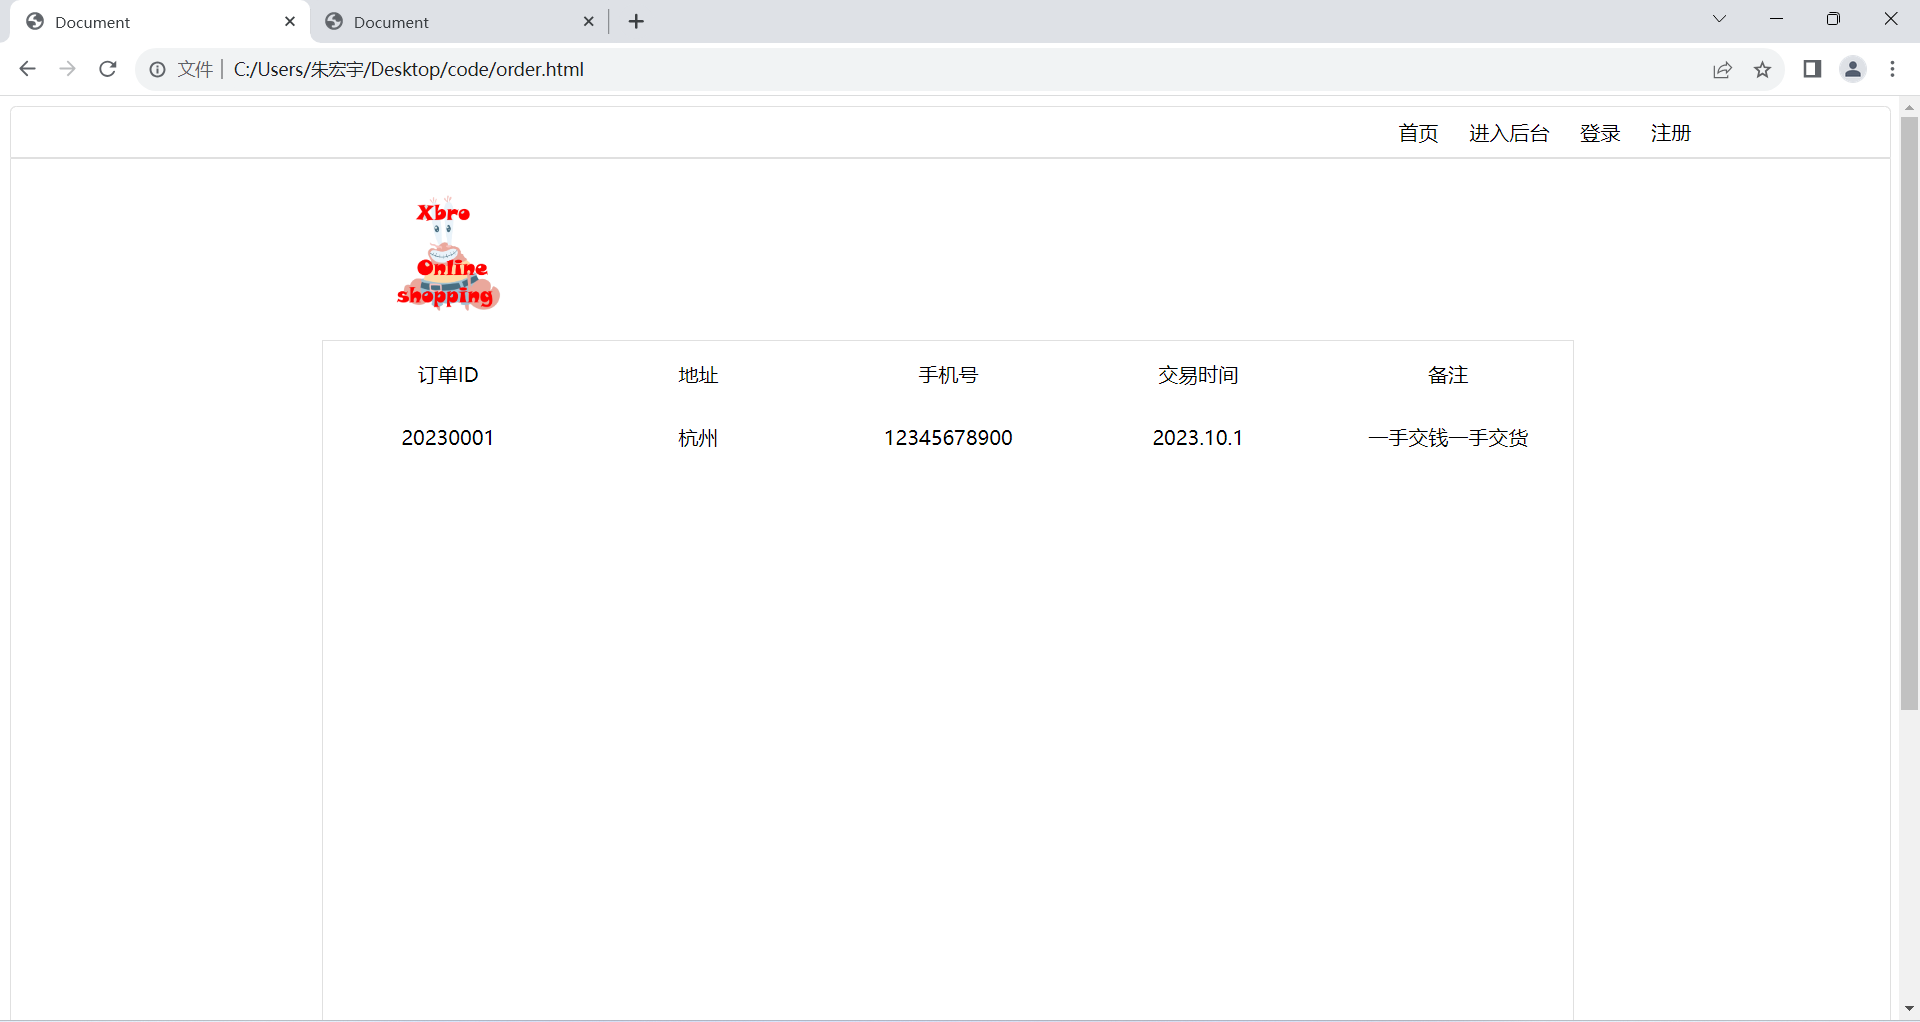 Document
Document
文件 | C:/Users/朱宏宇/Desktop/code/order.html
首页 进入后台 登录 注册
Xbro
Online
shopping
订单ID 地址 手机号 交易时间 备注
20230001 杭州 12345678900 2023.10.1 一手交钱一手交货